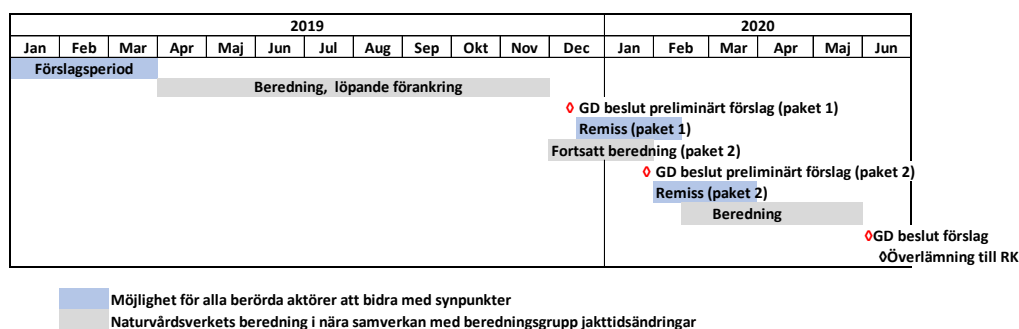 2019 2020
Jan Feb Mar Apr Maj Jun Jul Aug Sep Okt Nov Dec Jan Feb Mar Apr Maj Jun
Förslagsperiod
Beredning, löpande förankring
◊ GD beslut preliminärt förslag (paket 1)
Remiss (paket 1)
Fortsatt beredning (paket 2)
◊ GD beslut preliminärt förslag (paket 2)
Remiss (paket 2)
Beredning
◊GD beslut förslag
◊Överlämning till RK
Möjlighet för alla berörda aktörer att bidra med synpunkter
Naturvårdsverkets beredning i nära samverkan med beredningsgrupp jakttidsändringar